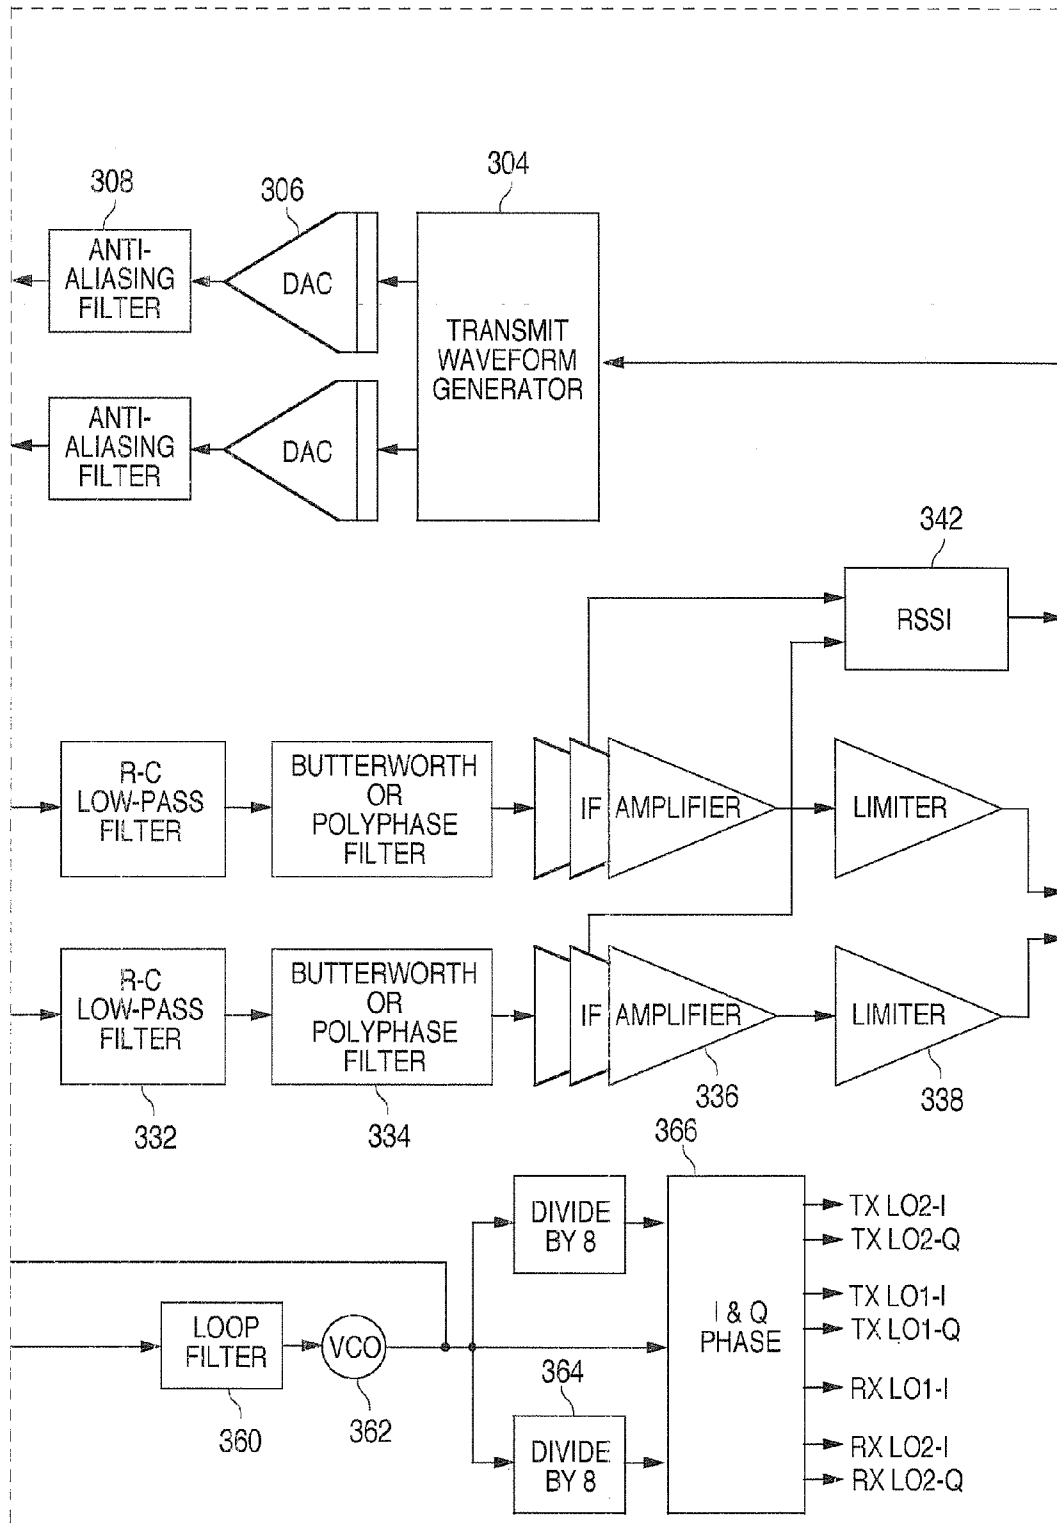 304
308
306
ANTI-
ALIASING
FILTER
DAC
TRANSMIT
WAVEFORM
GENERATOR
ANTI-
ALIASING
FILTER
DAC
342
RSSI
R-C
LOW-PASS
FILTER
BUTTERWORTH
OR
POLYPHASE
FILTER
IF AMPLIFIER
LIMITER
R-C
LOW-PASS
FILTER
BUTTERWORTH
OR
POLYPHASE
FILTER
IF AMPLIFIER
LIMITER
332
334
336
338
366
DIVIDE
BY 8
TX LO2-I
TX LO2-Q
I & Q
PHASE
TX LO1-I
TX LO1-Q
LOOP
FILTER
VCO
364
RX LO1-I
360
362
DIVIDE
BY 8
RX LO2-I
RX LO2-Q